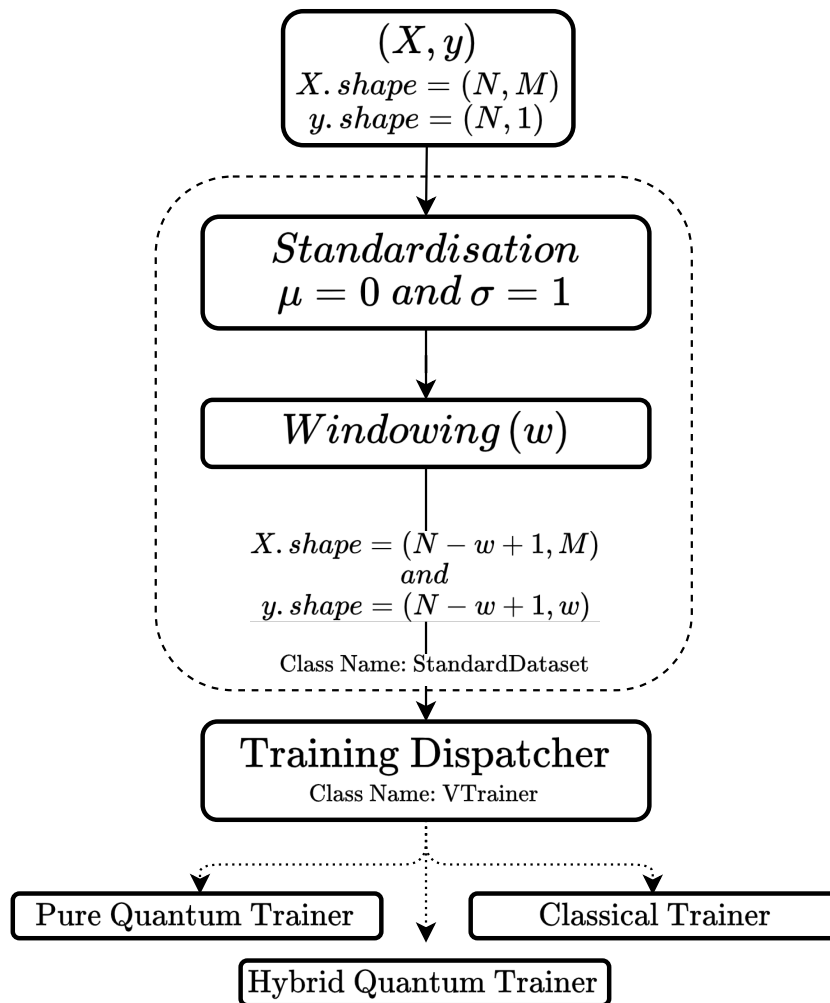 (X, y)
X. shape = (N, M)
y. shape = (N, 1)
Standardisation
μ = 0 and σ = 1
Windowing (w)
X. shape = (N − w + 1, M)
and
y. shape = (N − w + 1, w)
Class Name: StandardDataset
Training Dispatcher
Class Name: VTrainer
Pure Quantum Trainer
Classical Trainer
Hybrid Quantum Trainer